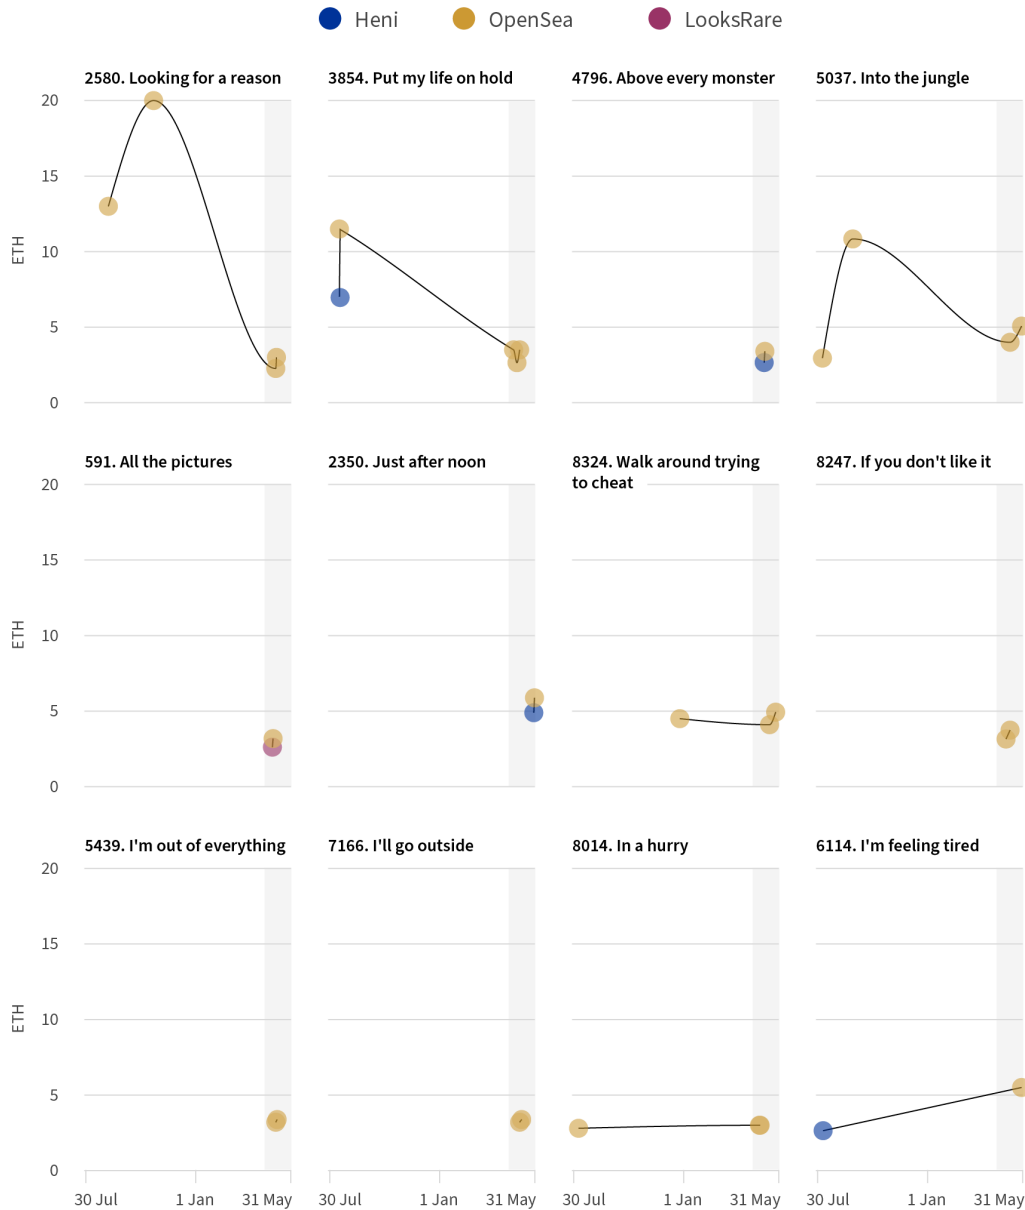 Heni OpenSea LooksRare
2580. Looking for a reason 3854. Put my life on hold 4796. Above every monster 5037. Into the jungle
20
15
ETH
10
5
0
591. All the pictures 2350. Just after noon 8324. Walk around trying 8247. If you don't like it
to cheat
20
15
ETH
10
5
0
5439. I'm out of everything 7166. I'll go outside 8014. In a hurry 6114. I'm feeling tired
20
15
ETH
10
5
0
30 Jul 1 Jan 31 May 30 Jul 1 Jan 31 May 30 Jul 1 Jan 31 May 30 Jul 1 Jan 31 May